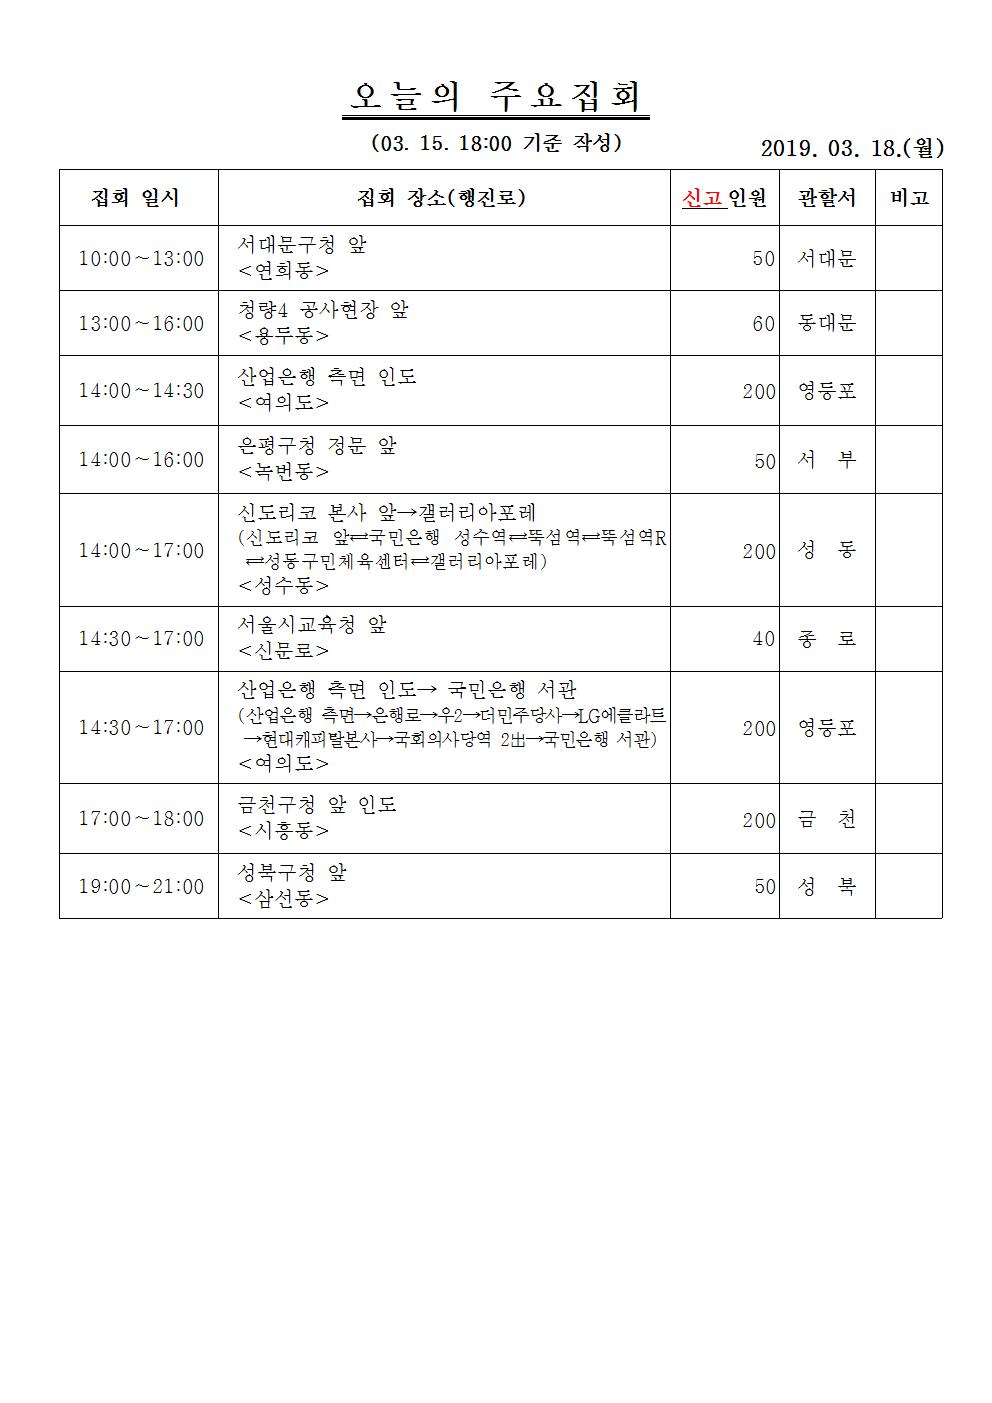 오늘의 주요집회
(03. 15. 18:00 기준 작성)
2019. 03. 18.(월)
집회 일시 집회 장소(행진로) 신고인원 관할서 비고
10:00~13:00 서대문구청 앞 50 서대문
<연희동>
13:00~16:00 청량4 공사현장 앞 60 동대문
<용두동>
14:00~14:30 산업은행 측면 인도 200 영등포
<여의도>
14:00~16:00 은평구청 정문 앞 50 서 부
<녹번동>
14:00~17:00 신도리코 본사 앞→갤러리아포레 200 성 동
(신도리코 앞⇄국민은행 성수역⇄뚝섬역⇄뚝섬역R
⇄성동구민체육센터⇄갤러리아포레)
<성수동>
14:30~17:00 서울시교육청 앞 40 종 로
<신문로>
14:30~17:00 산업은행 측면 인도→ 국민은행 서관 200 영등포
(산업은행 측면→은행로→우2→더민주당사→LG에클라트
→현대캐피탈본사→국회의사당역 2出→국민은행 서관)
<여의도>
17:00~18:00 금천구청 앞 인도 200 금 천
<시흥동>
19:00~21:00 성북구청 앞 50 성 북
<삼선동>